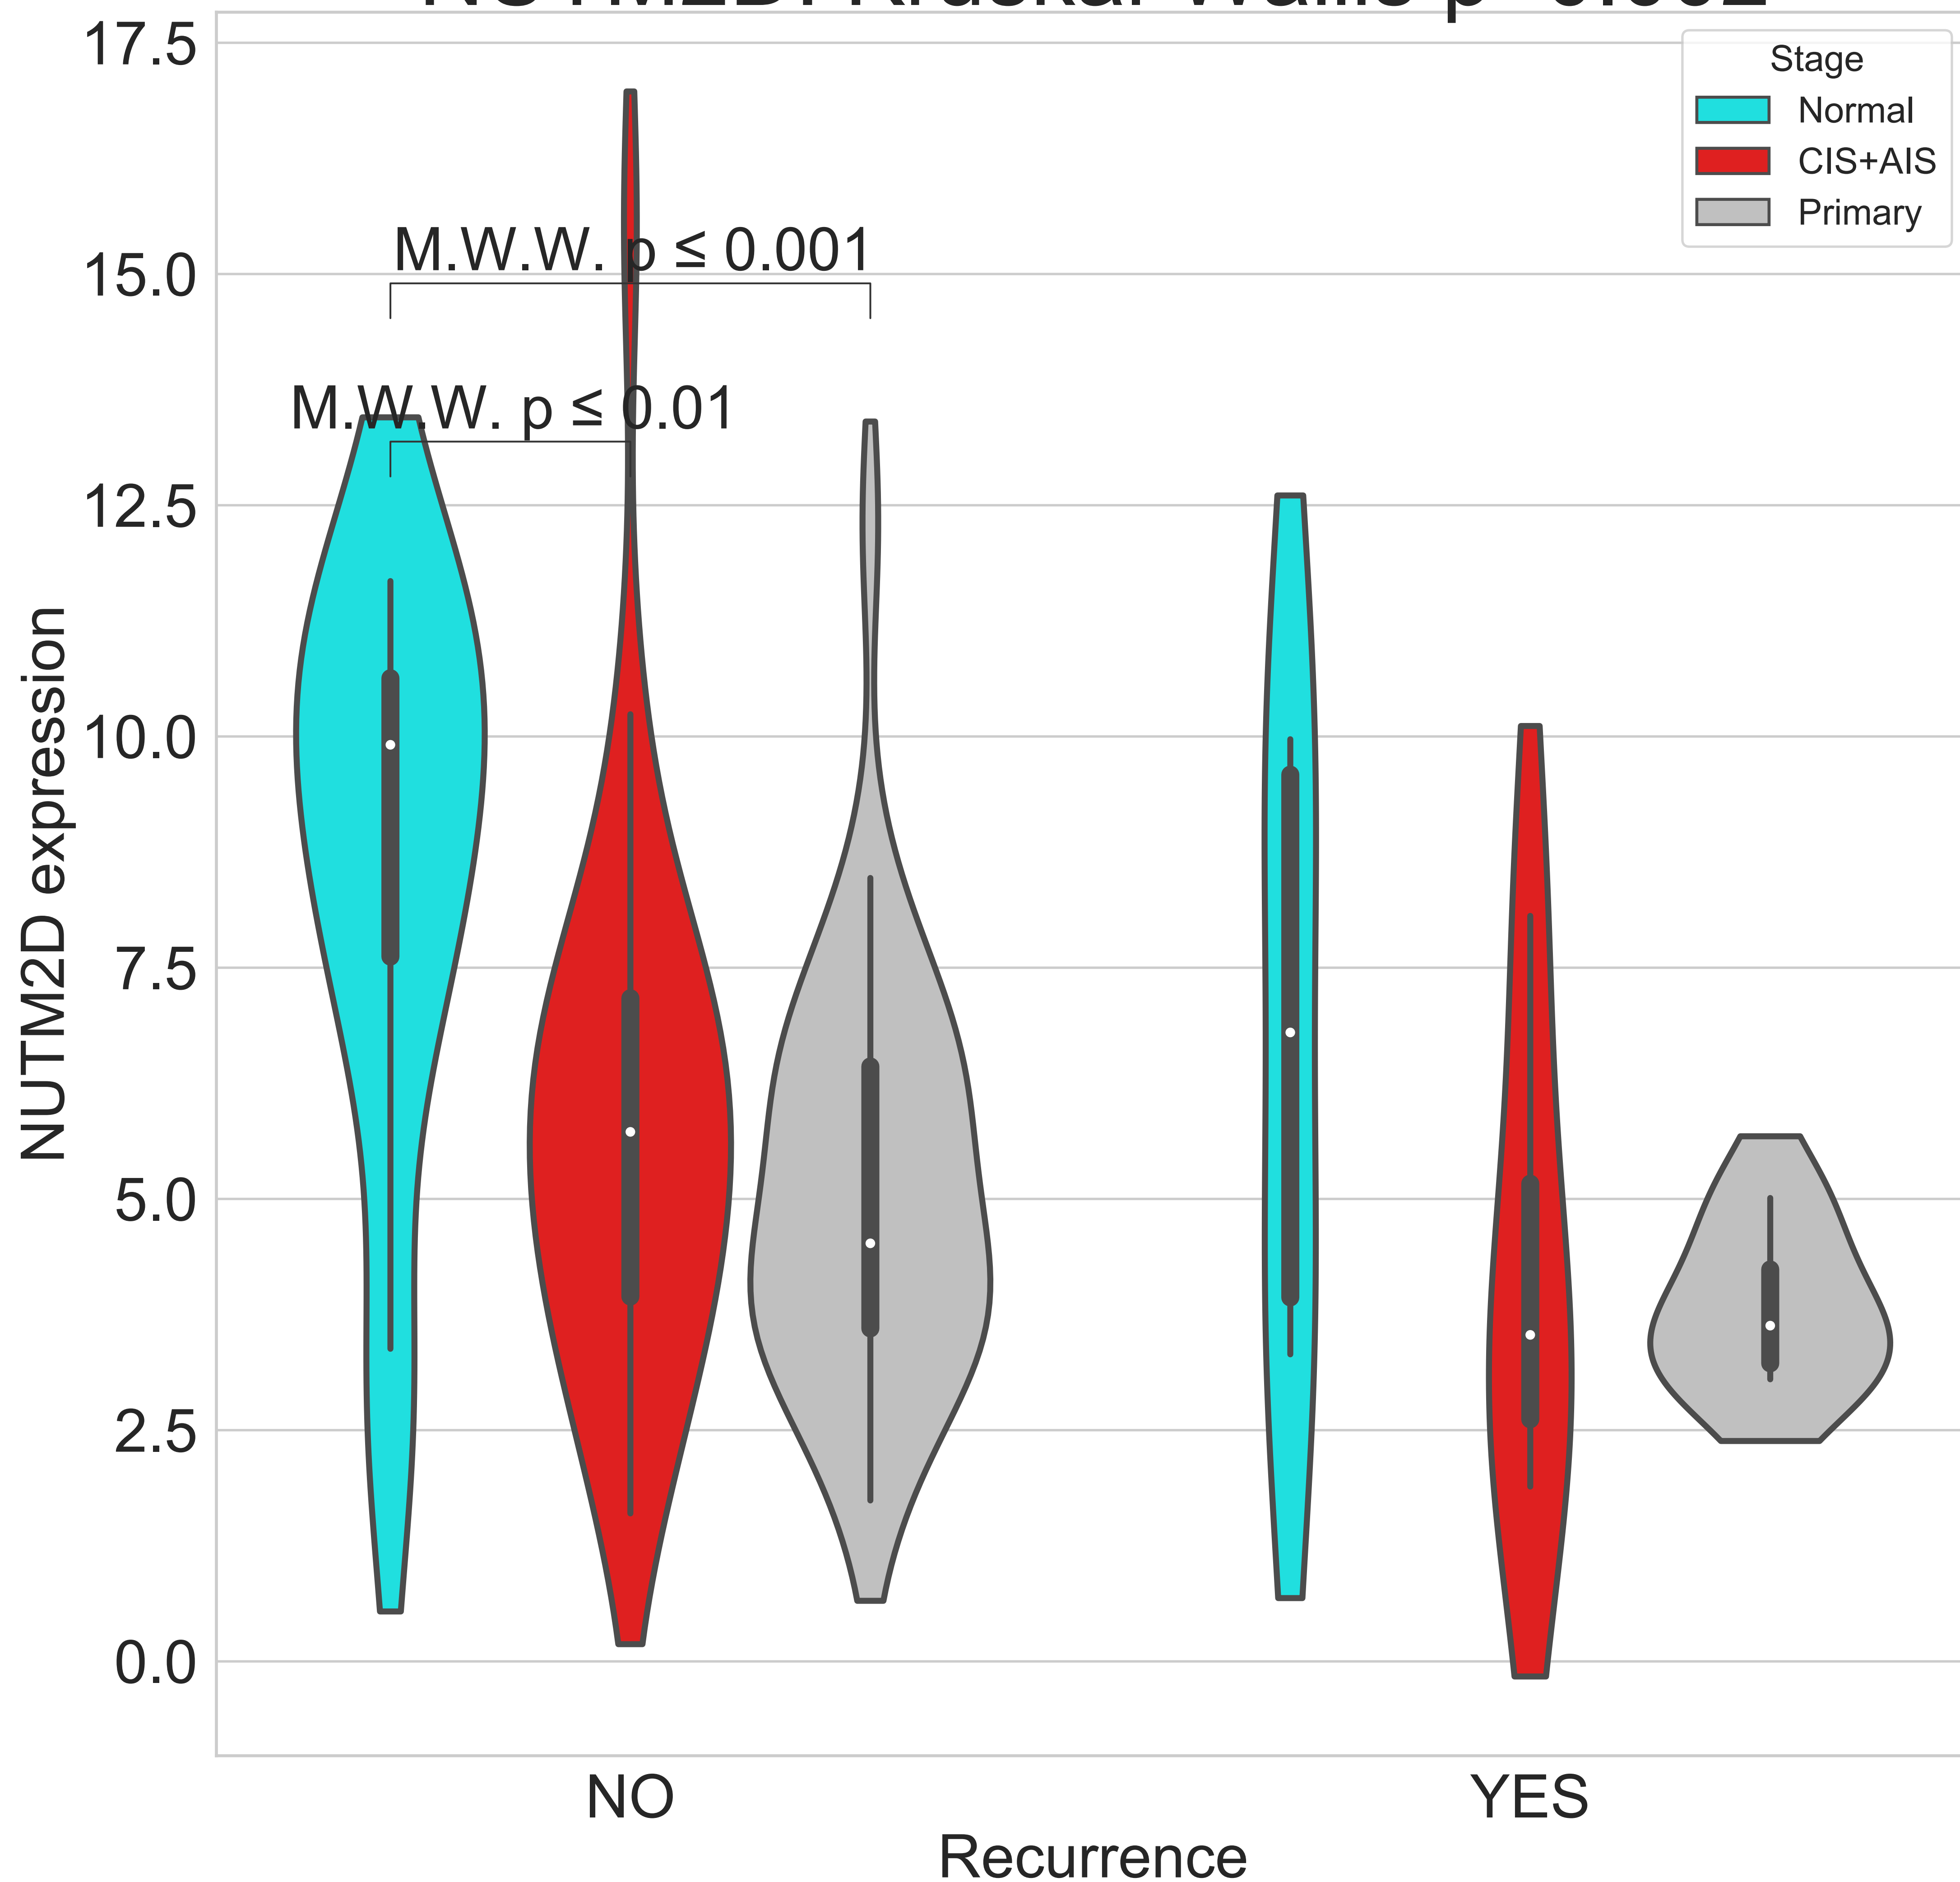 17.5
15.0
12.5
10.0
7.5
5.0
2.5
0.0
NUTM2D expression
Stage
Normal
CIS+AIS
Primary
M.W.W. p ≤ 0.001
M.W.W. p ≤ 0.01
NO
YES
Recurrence